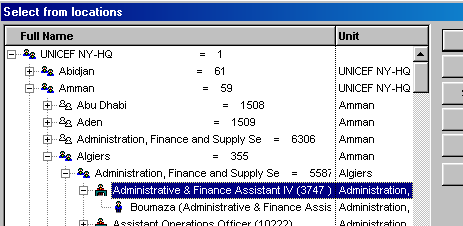 Select from locations
Full Name Unit
UNICEF NY-HQ = 1
Abidjan = 61 UNICEF NY-HQ
Amman = 59 UNICEF NY-HQ
Abu Dhabi = 1508 Amman
Aden = 1509 Amman
Administration, Finance and Supply Se = 6306 Amman
Algiers = 355 Amman
Administration, Finance and Supply Se = 5587 Algiers
Administrative & Finance Assistant IV (3747 ) Administration,
Boumaza (Administrative & Finance Assis Administration,
Assistant Operations Officer (10222) Administration,